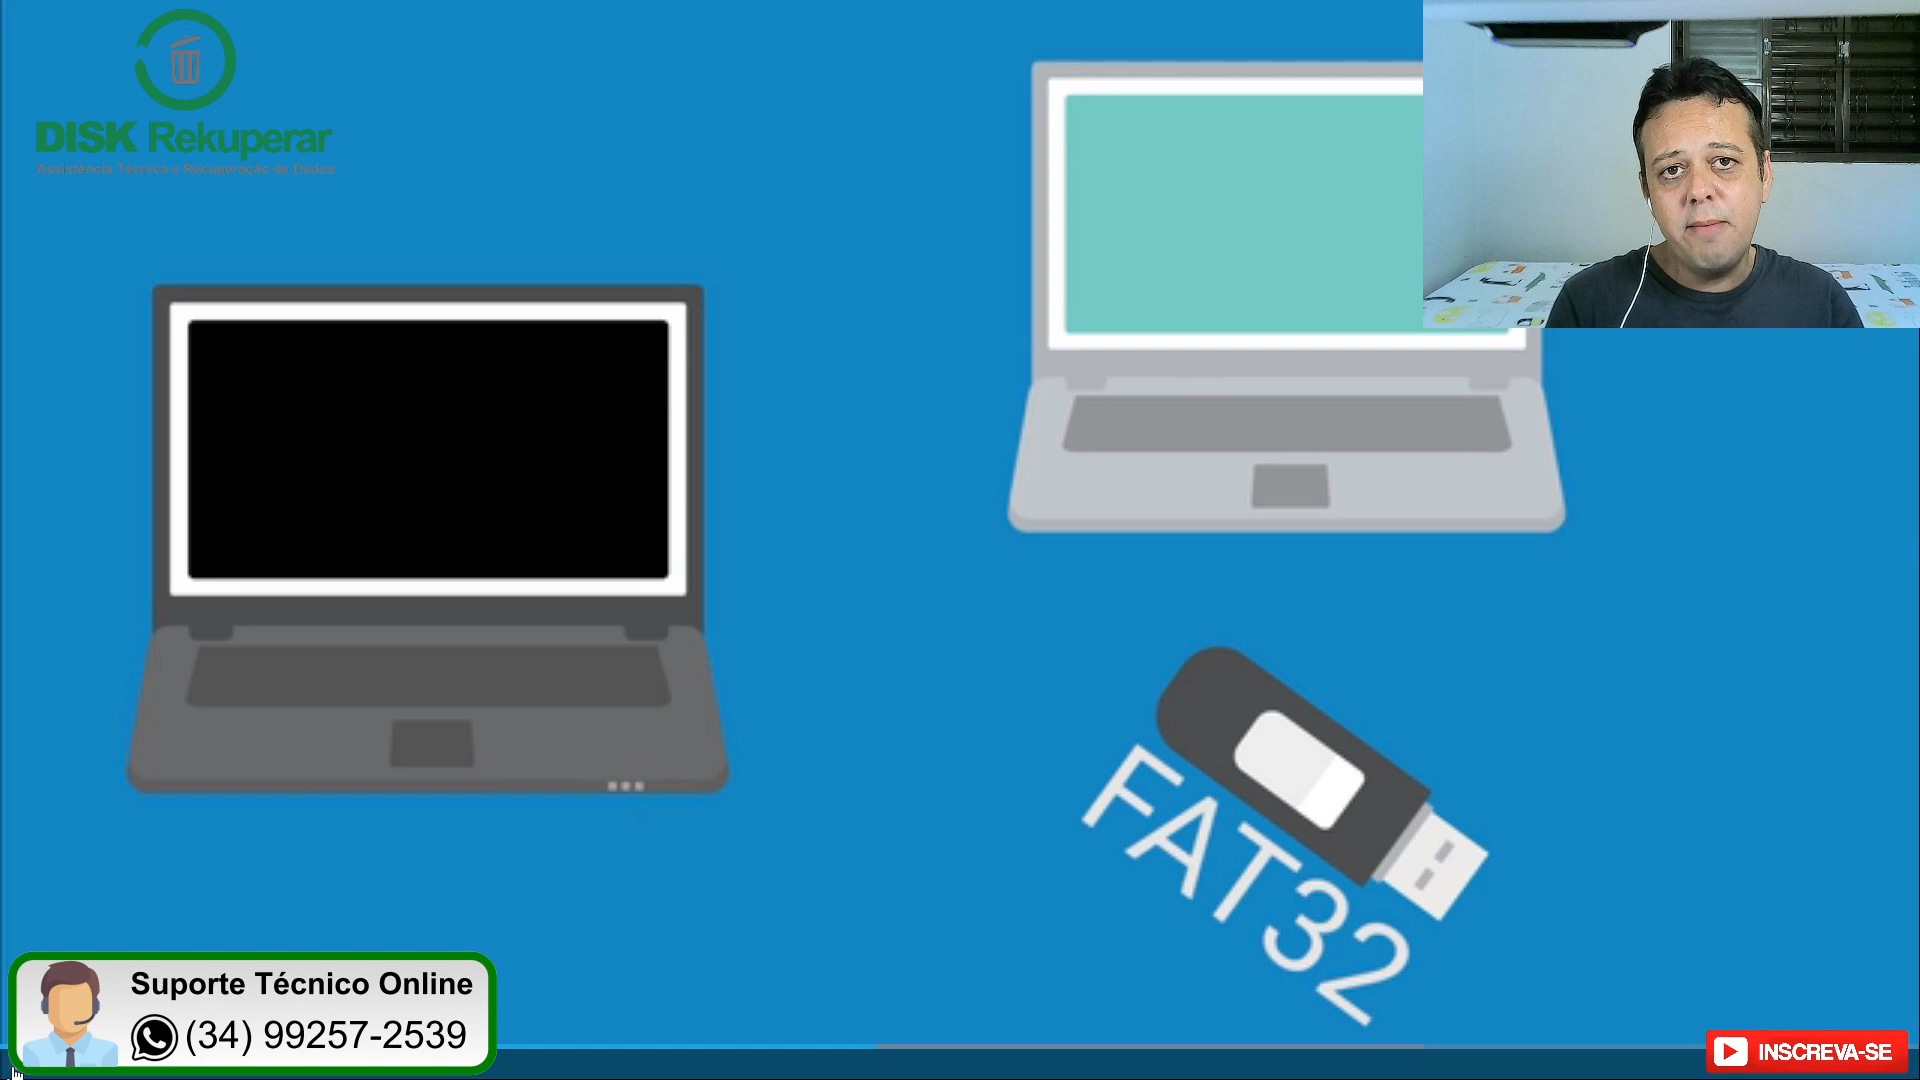 DISK Rekuperar
Assistência Técnica e Recuperação de Dados
FAT32
Suporte Técnico Online
(34) 99257-2539
INSCREVA-SE